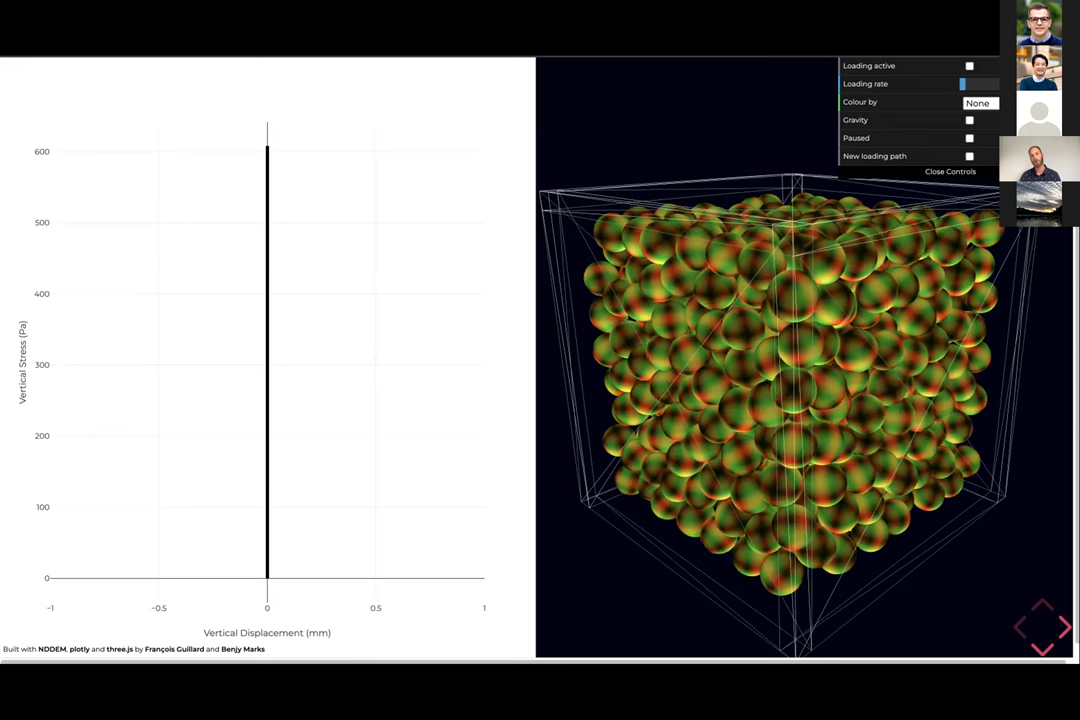 Loading active
Loading rate
Colour by None
Gravity
Paused
New loading path
Close Controls
600
500
400
300
200
100
0
Vertical Stress (Pa)
−1 −0.5 0 0.5 1
Vertical Displacement (mm)
Built with NDDEM, plotly and three.js by François Guillard and Benjy Marks